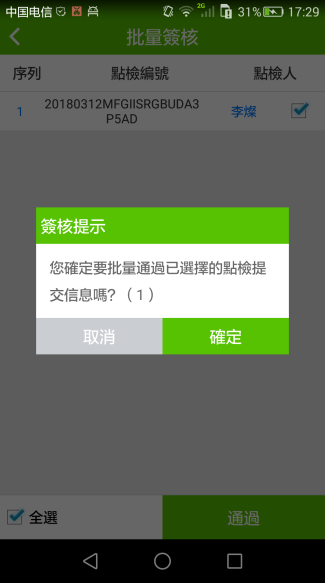 中国电信 2G 31% 17:29
批量簽核
序列 點檢編號 點檢人
1 20180312MFGIISRGBUDA3 李燦
P5AD
簽核提示
您確定要批量通過已選擇的點檢提
交信息嗎？（1）
取消 確定
全選 通過